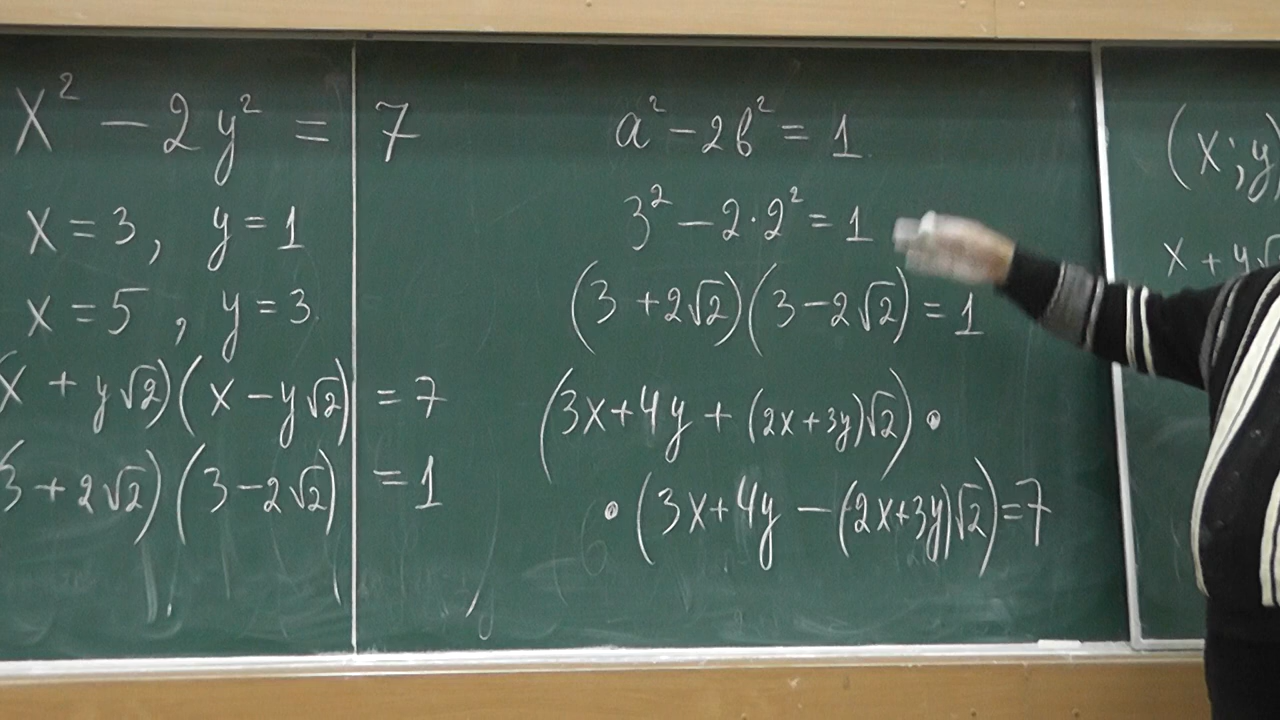 x² - 2y² = 7
x = 3, y = 1
x = 5, y = 3
(x + y√2)(x - y√2) = 7
(3 + 2√2)(3 - 2√2) = 1
a² - 2b² = 1
3² - 2·2² = 1
(3 + 2√2)(3 - 2√2) = 1
(3x + 4y + (2x + 3y)√2) ·
· (3x + 4y - (2x + 3y)√2) = 7
(x; y
x + y√